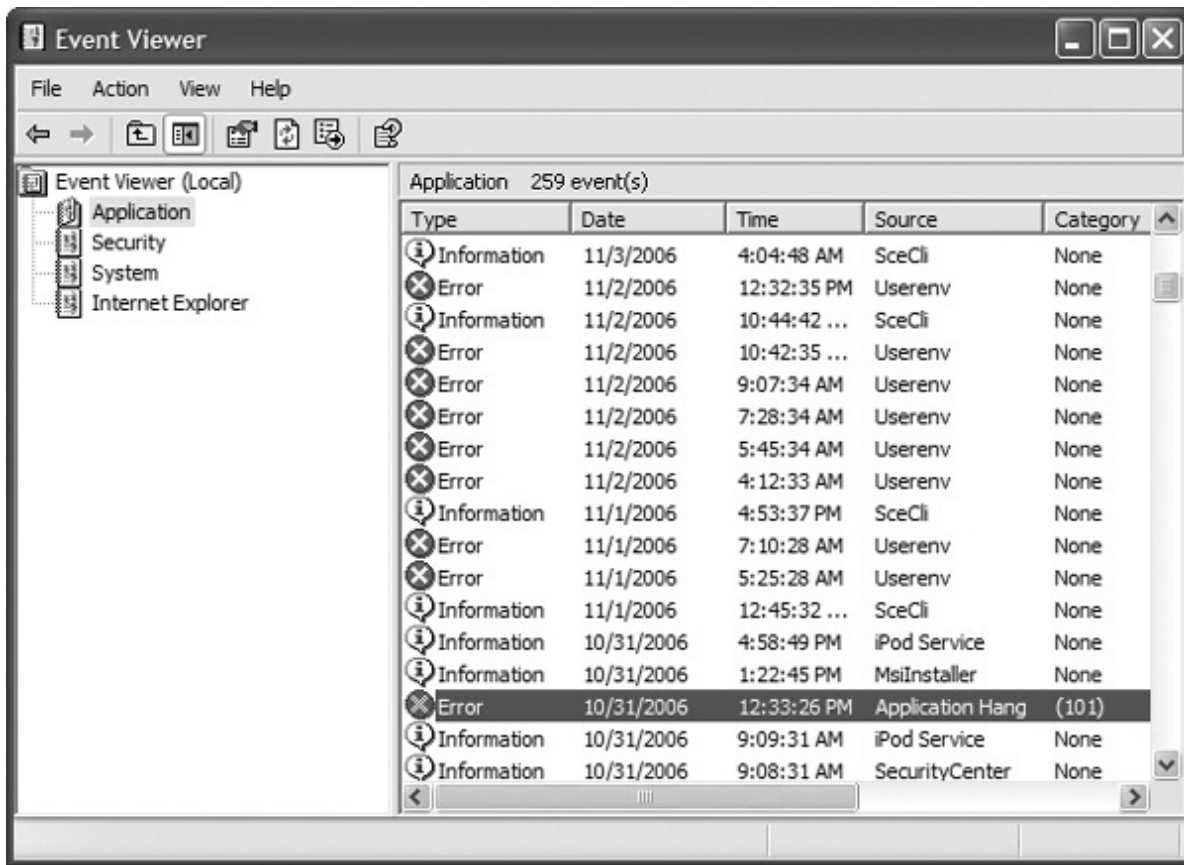 Event Viewer
File Action View Help
Event Viewer (Local)
Application
Security
System
Internet Explorer
Application 259 event(s)
Type Date Time Source Category
Information 11/3/2006 4:04:48 AM SceCli None
Error 11/2/2006 12:32:35 PM Userenv None
Information 11/2/2006 10:44:42 ... SceCli None
Error 11/2/2006 10:42:35 ... Userenv None
Error 11/2/2006 9:07:34 AM Userenv None
Error 11/2/2006 7:28:34 AM Userenv None
Error 11/2/2006 5:45:34 AM Userenv None
Error 11/2/2006 4:12:33 AM Userenv None
Information 11/1/2006 4:53:37 PM SceCli None
Error 11/1/2006 7:10:28 AM Userenv None
Error 11/1/2006 5:25:28 AM Userenv None
Information 11/1/2006 12:45:32 ... SceCli None
Information 10/31/2006 4:58:49 PM iPod Service None
Information 10/31/2006 1:22:45 PM MsiInstaller None
Error 10/31/2006 12:33:26 PM Application Hang (101)
Information 10/31/2006 9:09:31 AM iPod Service None
Information 10/31/2006 9:08:31 AM SecurityCenter None